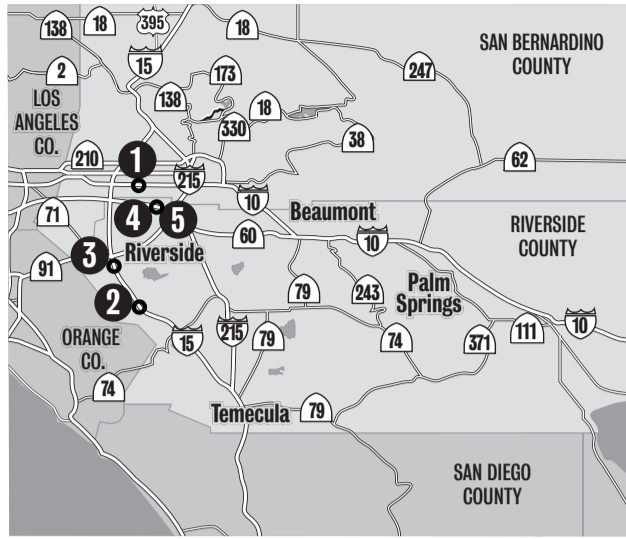 138
18
395
18
SAN BERNARDINO
COUNTY
2
15
173
247
LOS
ANGELES
CO.
138
18
330
38
210
1
215
62
10
71
4
5
Beaumont
RIVERSIDE
COUNTY
60
10
91
3
Riverside
Palm
Springs
79
243
2
ORANGE
CO.
15
215
79
74
371
111
10
74
Temecula
79
SAN DIEGO
COUNTY